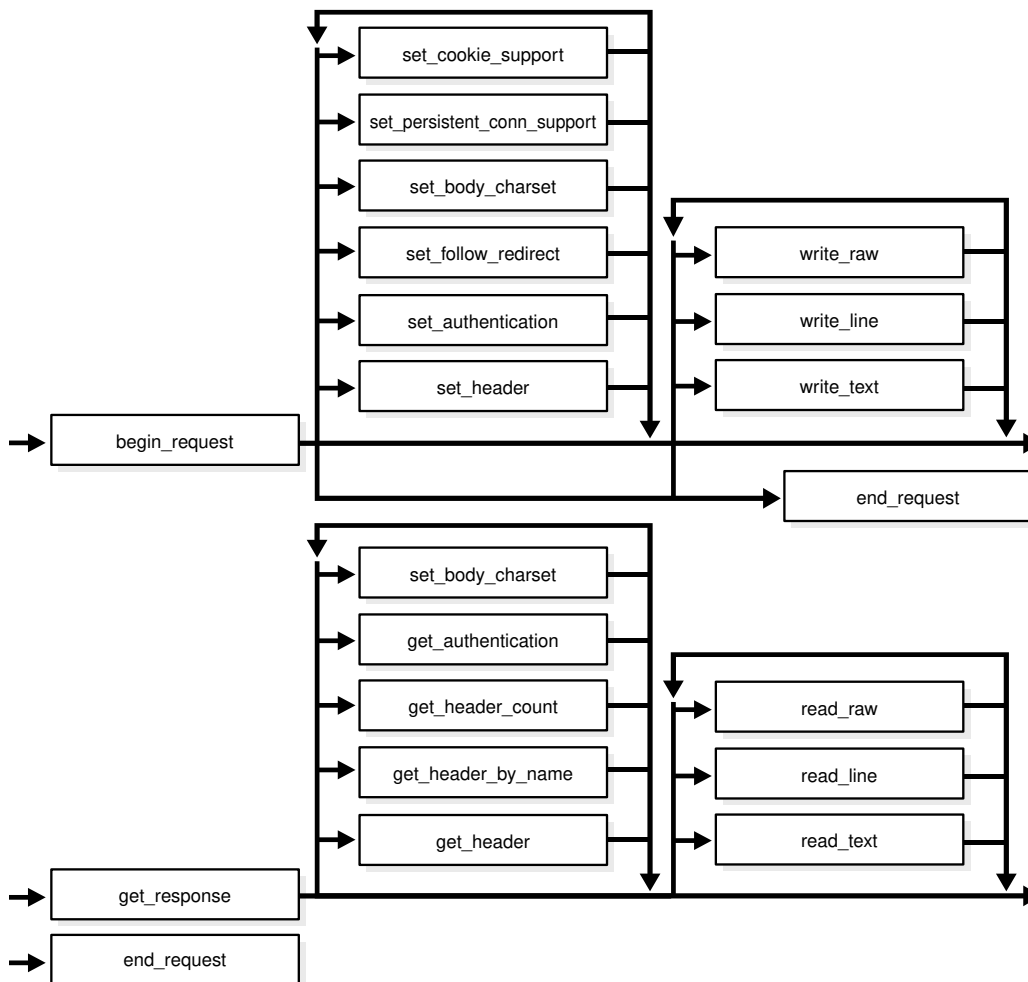 set_cookie_support
set_persistent_conn_support
set_body_charset
set_follow_redirect
set_authentication
set_header
write_raw
write_line
write_text
begin_request
end_request
set_body_charset
get_authentication
get_header_count
get_header_by_name
get_header
read_raw
read_line
read_text
get_response
end_request